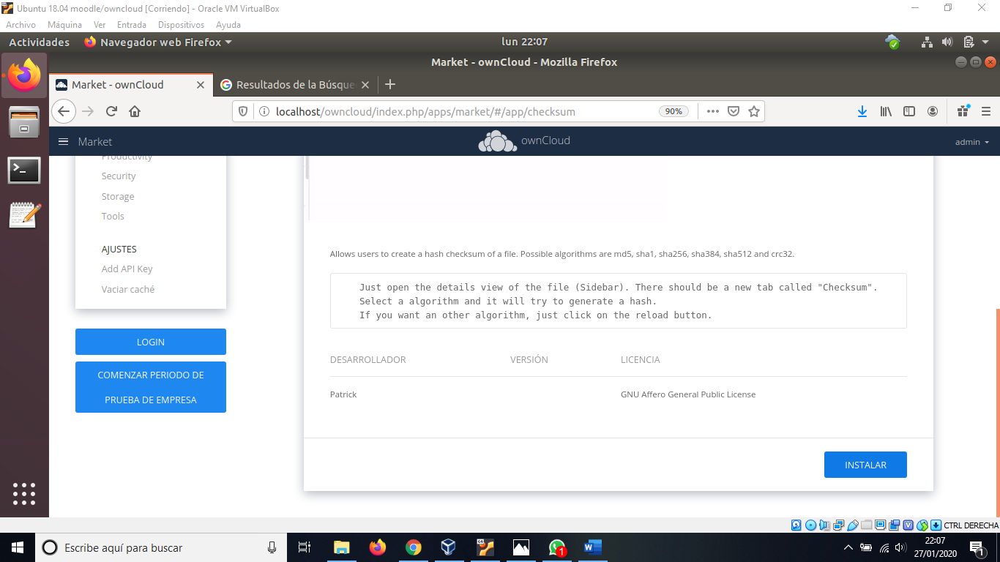 Ubuntu 18.04 moodle/owncloud [Corriendo] - Oracle VM VirtualBox
Archivo Máquina Ver Entrada Dispositivos Ayuda
Actividades Navegador web Firefox lun 22:07
Market - ownCloud - Mozilla Firefox
Market - ownCloud Resultados de la Búsque
localhost/owncloud/index.php/apps/market/#/app/checksum 90%
Market ownCloud admin
Productivity
Security
Storage
Tools
AJUSTES
Add API Key
Vaciar caché
LOGIN
COMENZAR PERIODO DE
PRUEBA DE EMPRESA
Allows users to create a hash checksum of a file. Possible algorithms are md5, sha1, sha256, sha384, sha512 and crc32.
Just open the details view of the file (Sidebar). There should be a new tab called "Checksum".
Select a algorithm and it will try to generate a hash.
If you want an other algorithm, just click on the reload button.
DESARROLLADOR VERSIÓN LICENCIA
Patrick GNU Affero General Public License
INSTALAR
CTRL DERECHA
Escribe aquí para buscar
1
22:07
27/01/2020
1